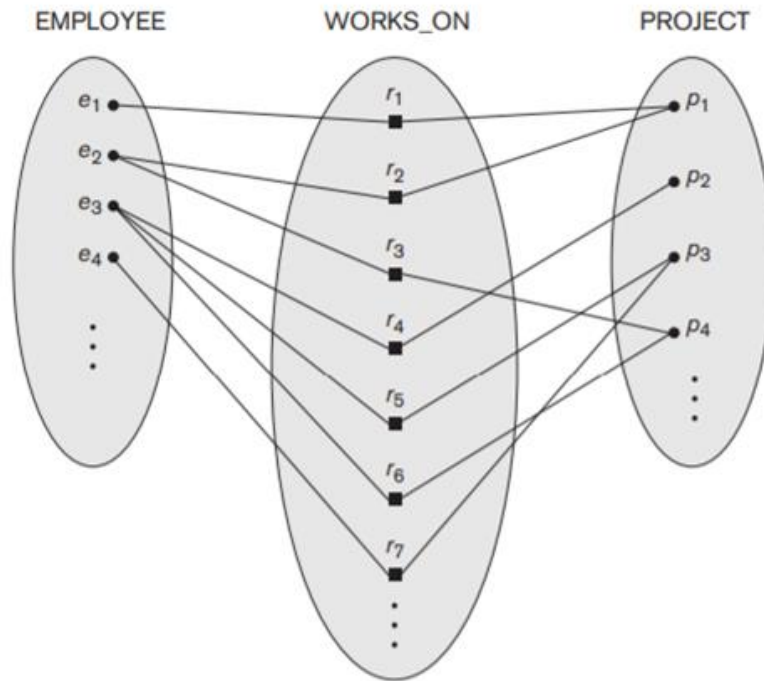 EMPLOYEE WORKS_ON PROJECT
e1 r1 p1
e2 r2 p2
e3 r3 p3
e4 r4 p4
r5
r6
r7